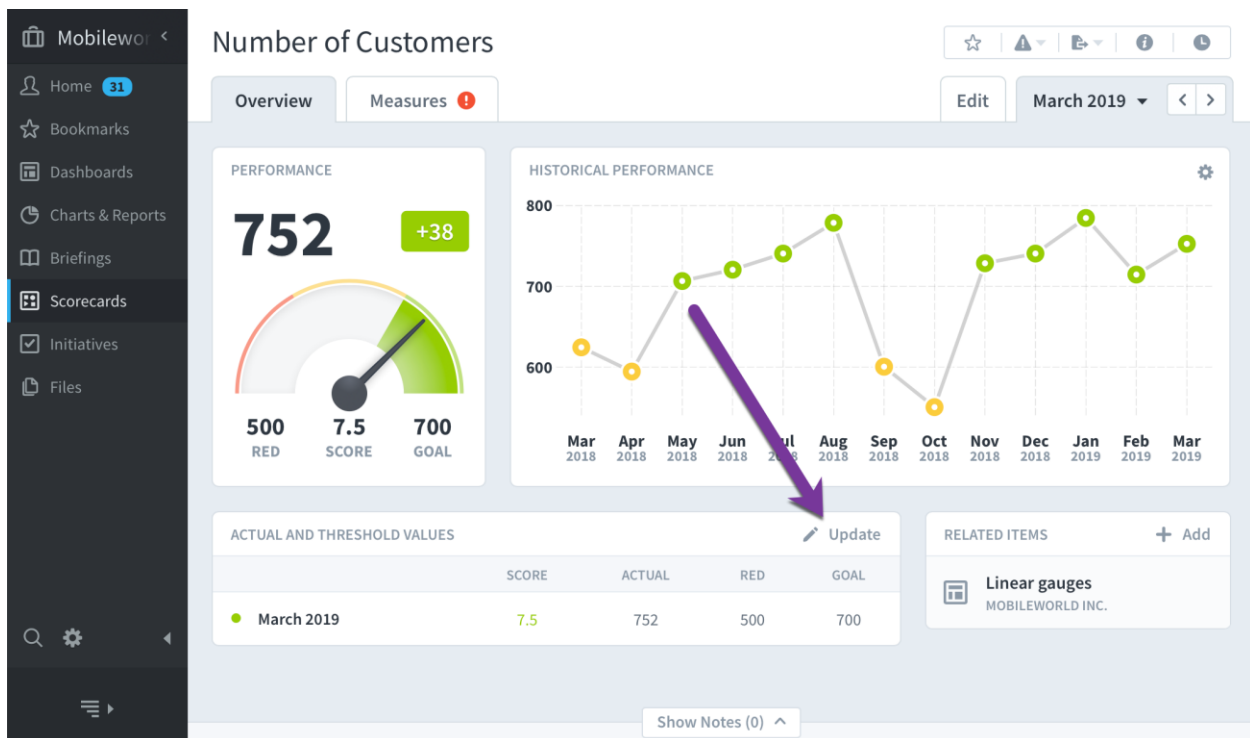 Mobilewor
Home 31
Bookmarks
Dashboards
Charts & Reports
Briefings
Scorecards
Initiatives
Files
Number of Customers
Overview
Measures
Edit
March 2019
PERFORMANCE
752
+38
500
7.5
700
RED
SCORE
GOAL
HISTORICAL PERFORMANCE
800
700
600
Mar Apr May Jun Aug Sep Oct Nov Dec Jan Feb Mar
2018 2018 2018 2018 2018 2018 2018 2018 2018 2019 2019 2019
ACTUAL AND THRESHOLD VALUES
Update
SCORE ACTUAL RED GOAL
March 2019 7.5 752 500 700
RELATED ITEMS
Add
Linear gauges
MOBILEWORLD INC.
Show Notes (0)